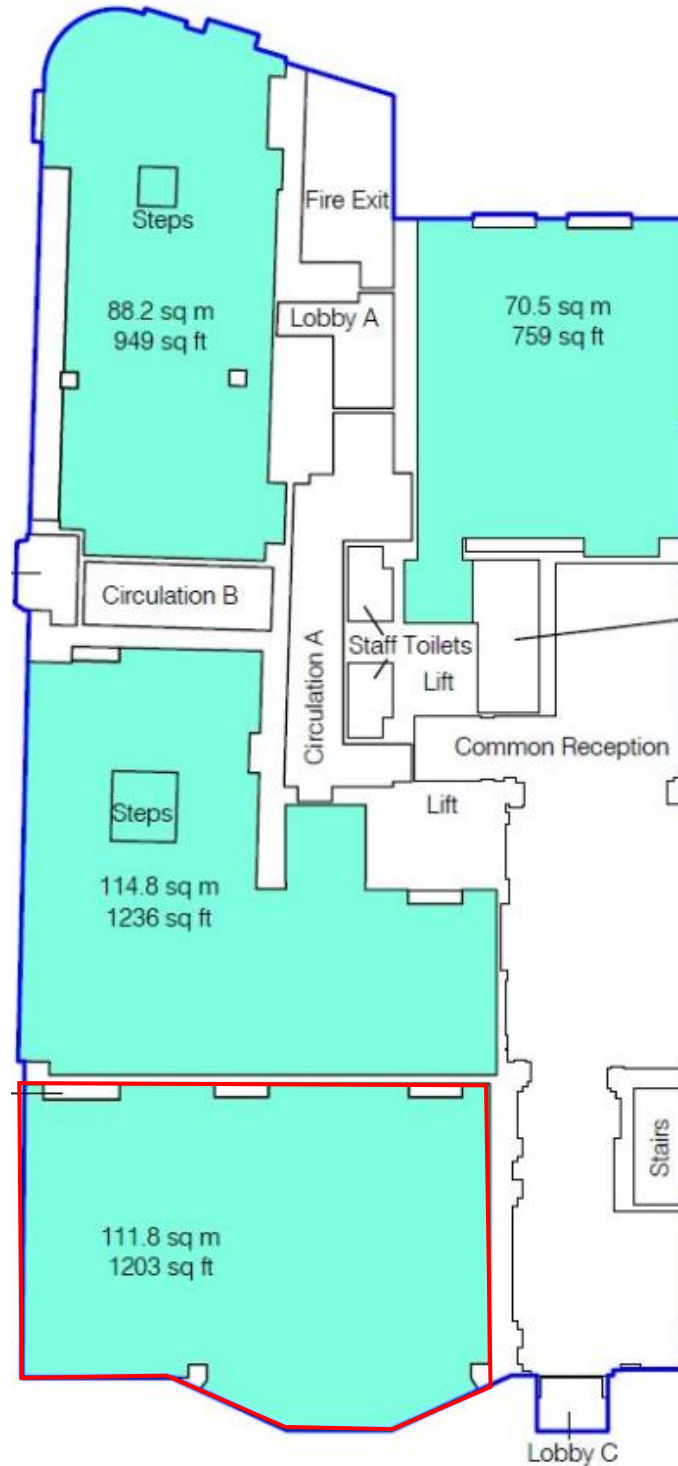 Fire Exit
Steps
88.2 sq m
949 sq ft
Lobby A
70.5 sq m
759 sq ft
Circulation B
Circulation A
Staff Toilets
Lift
Common Reception
Lift
Steps
114.8 sq m
1236 sq ft
Stairs
111.8 sq m
1203 sq ft
Lobby C